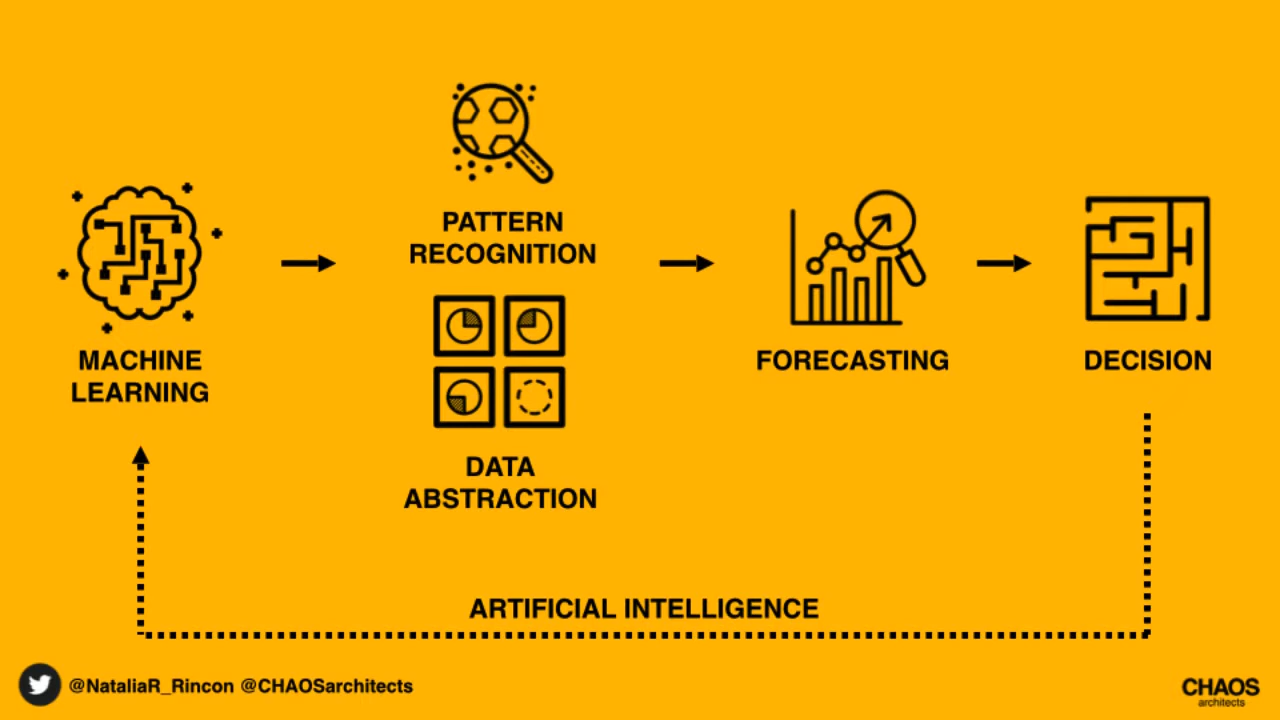 PATTERN
RECOGNITION
MACHINE
LEARNING
DATA
ABSTRACTION
FORECASTING
DECISION
ARTIFICIAL INTELLIGENCE
@NataliaR_Rincon @CHAOSarchitects
CHAOS
architects